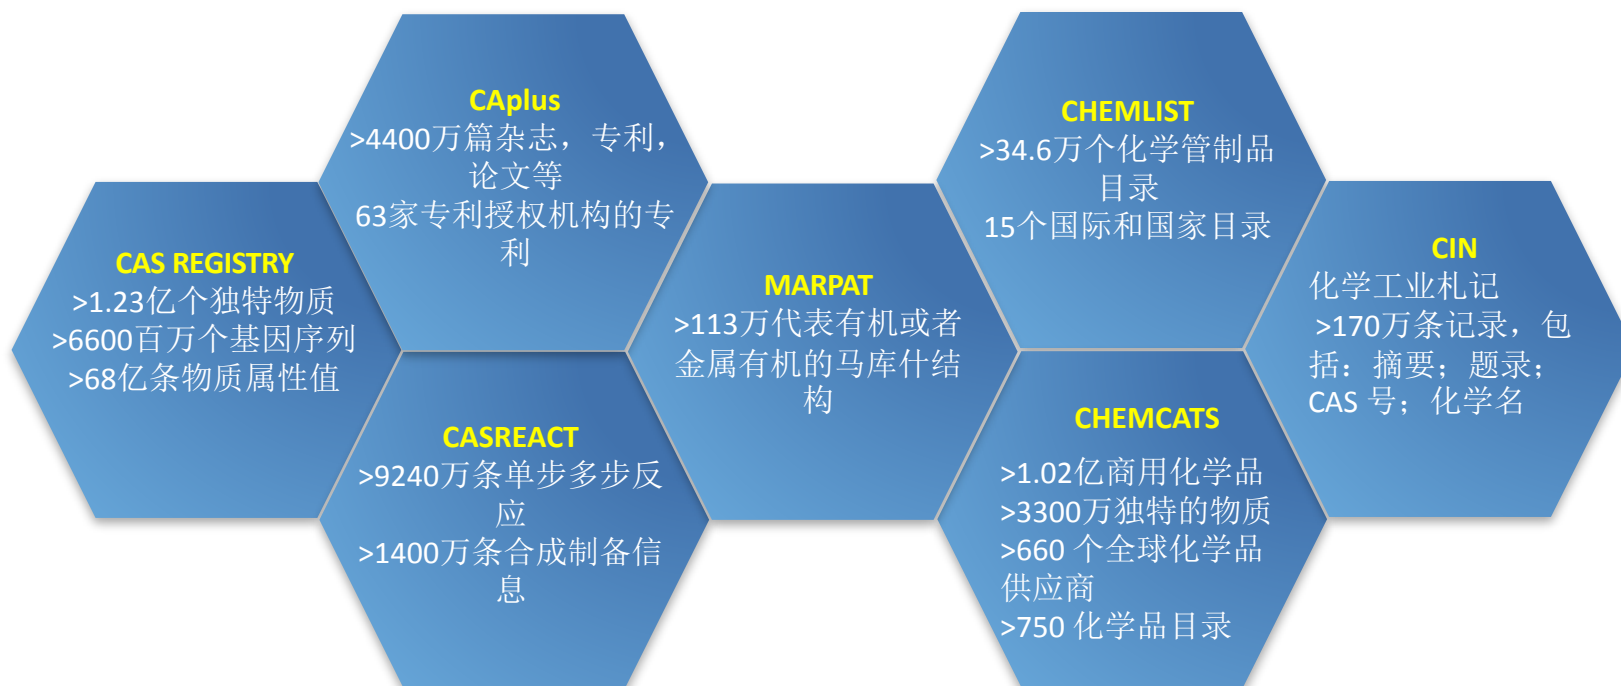 CAS REGISTRY
>1.23亿个独特物质
>6600百万个基因序列
>68亿条物质属性值
CAplus
>4400万篇杂志，专利，
论文等
63家专利授权机构的专
利
CASREACT
>9240万条单步多步反
应
>1400万条合成制备信
息
MARPAT
>113万代表有机或者
金属有机的马库什结
构
CHEMLIST
>34.6万个化学管制品
目录
15个国际和国家目录
CHEMCATS
>1.02亿商用化学品
>3300万独特的物质
>660 个全球化学品
供应商
>750 化学品目录
CIN
化学工业札记
>170万条记录，包
括：摘要；题录；
CAS 号；化学名